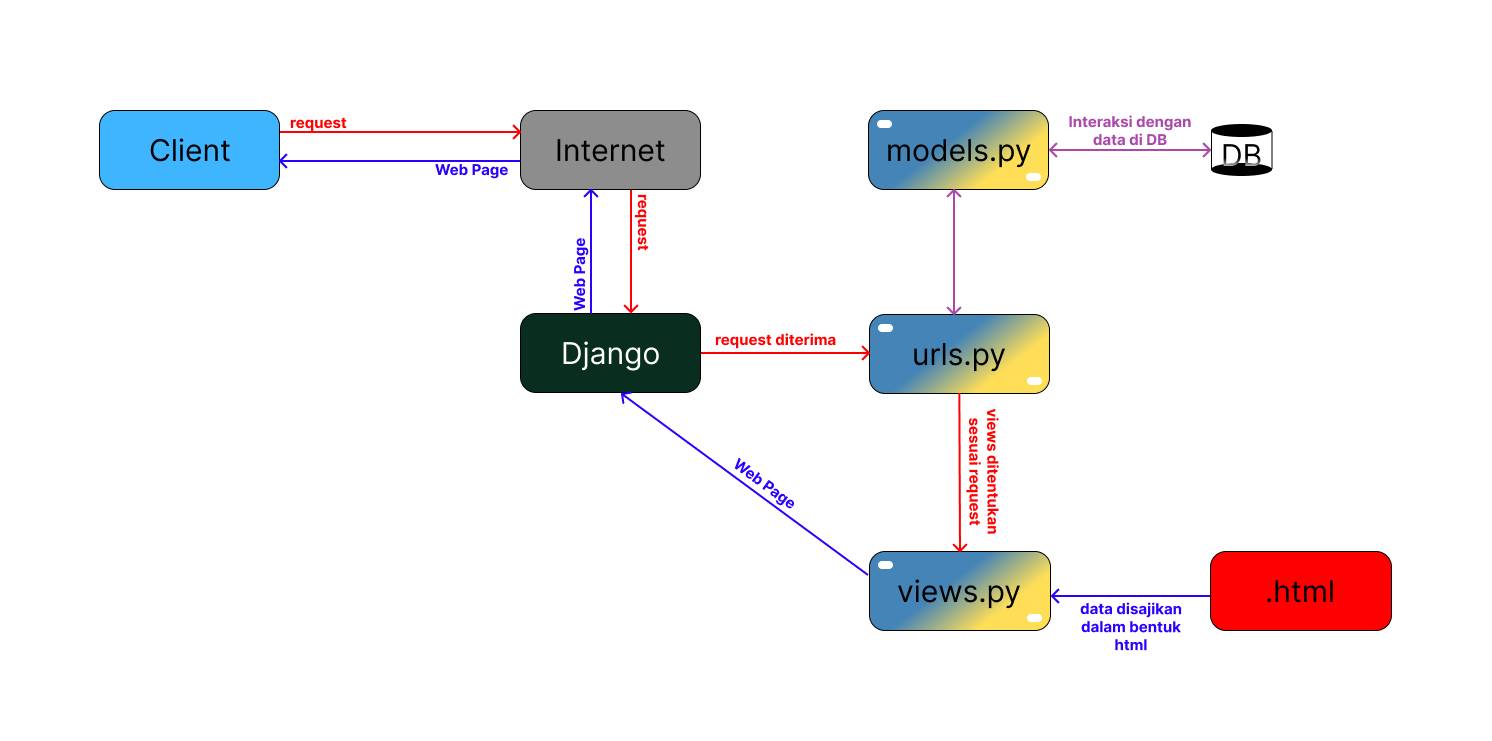 Client
request
Web Page
Internet
models.py
Interaksi dengan
data di DB
DB
Web Page
request
Django
request diterima
urls.py
views ditentukan
sesuai request
Web Page
views.py
data disajikan
dalam bentuk
html
.html